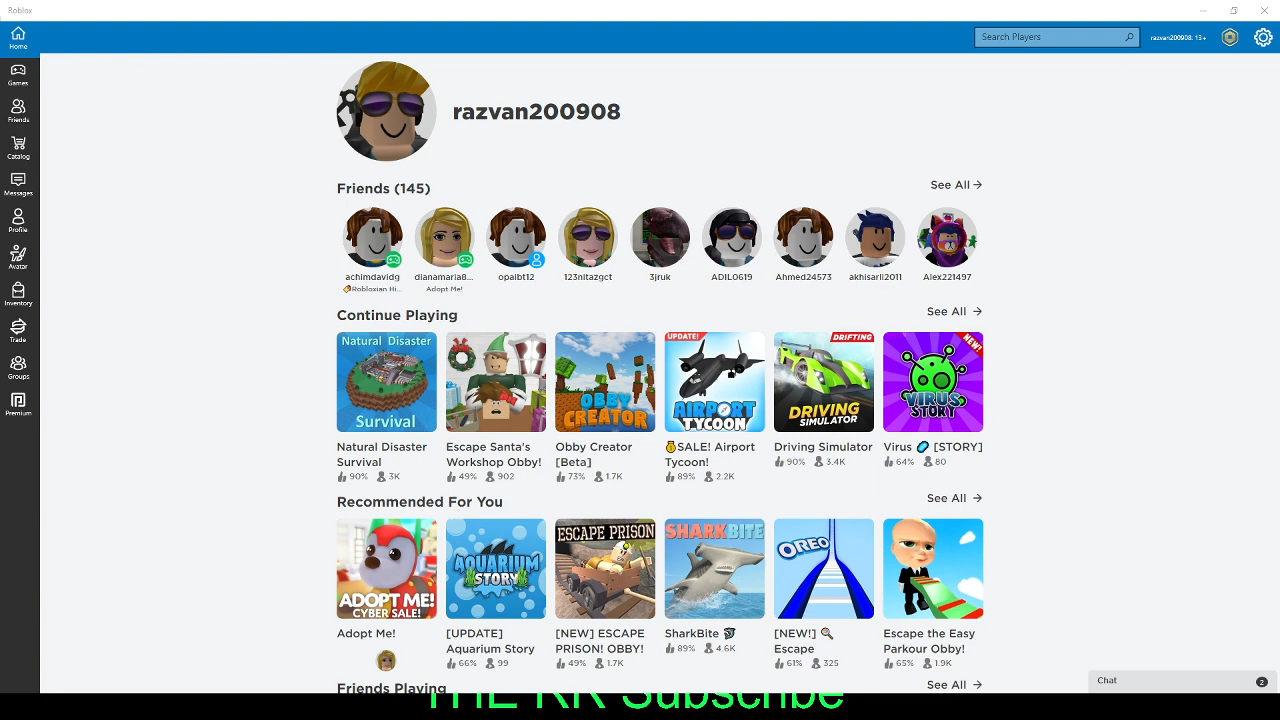 Roblox
Home
Search Players
razvan200908: 13+
Games
Friends
Catalog
Messages
Profile
Avatar
Inventory
Trade
Groups
Premium
razvan200908
Friends (145)
See All
achimdavidg
Robloxian Hi...
dianamaria8...
Adopt Me!
opaibt12
123nitazgct
3jruk
ADIL0619
Ahmed24573
akhisarli2011
Alex221497
Continue Playing
See All
Natural Disaster
Survival
OBBY
CREATOR
UPDATE!
AIRPORT
TYCOON
DRIFTING
DRIVING
SIMULATOR
NEW!
VIRUS
STORY
Natural Disaster
Survival
90% 3K
Escape Santa's
Workshop Obby!
49% 902
Obby Creator
[Beta]
73% 1.7K
💰SALE! Airport
Tycoon!
89% 2.2K
Driving Simulator
90% 3.4K
Virus [STORY]
64% 80
Recommended For You
See All
ADOPT ME!
CYBER SALE!
AQUARIUM
STORY
ESCAPE PRISON
SHARKBITE
OREO
Adopt Me!
[UPDATE]
Aquarium Story
66% 99
[NEW] ESCAPE
PRISON! OBBY!
49% 1.7K
SharkBite
89% 4.6K
[NEW!] 🔍
Escape
61% 325
Escape the Easy
Parkour Obby!
65% 1.9K
Friends Playing
See All
Chat
2
THE RR Subscribe